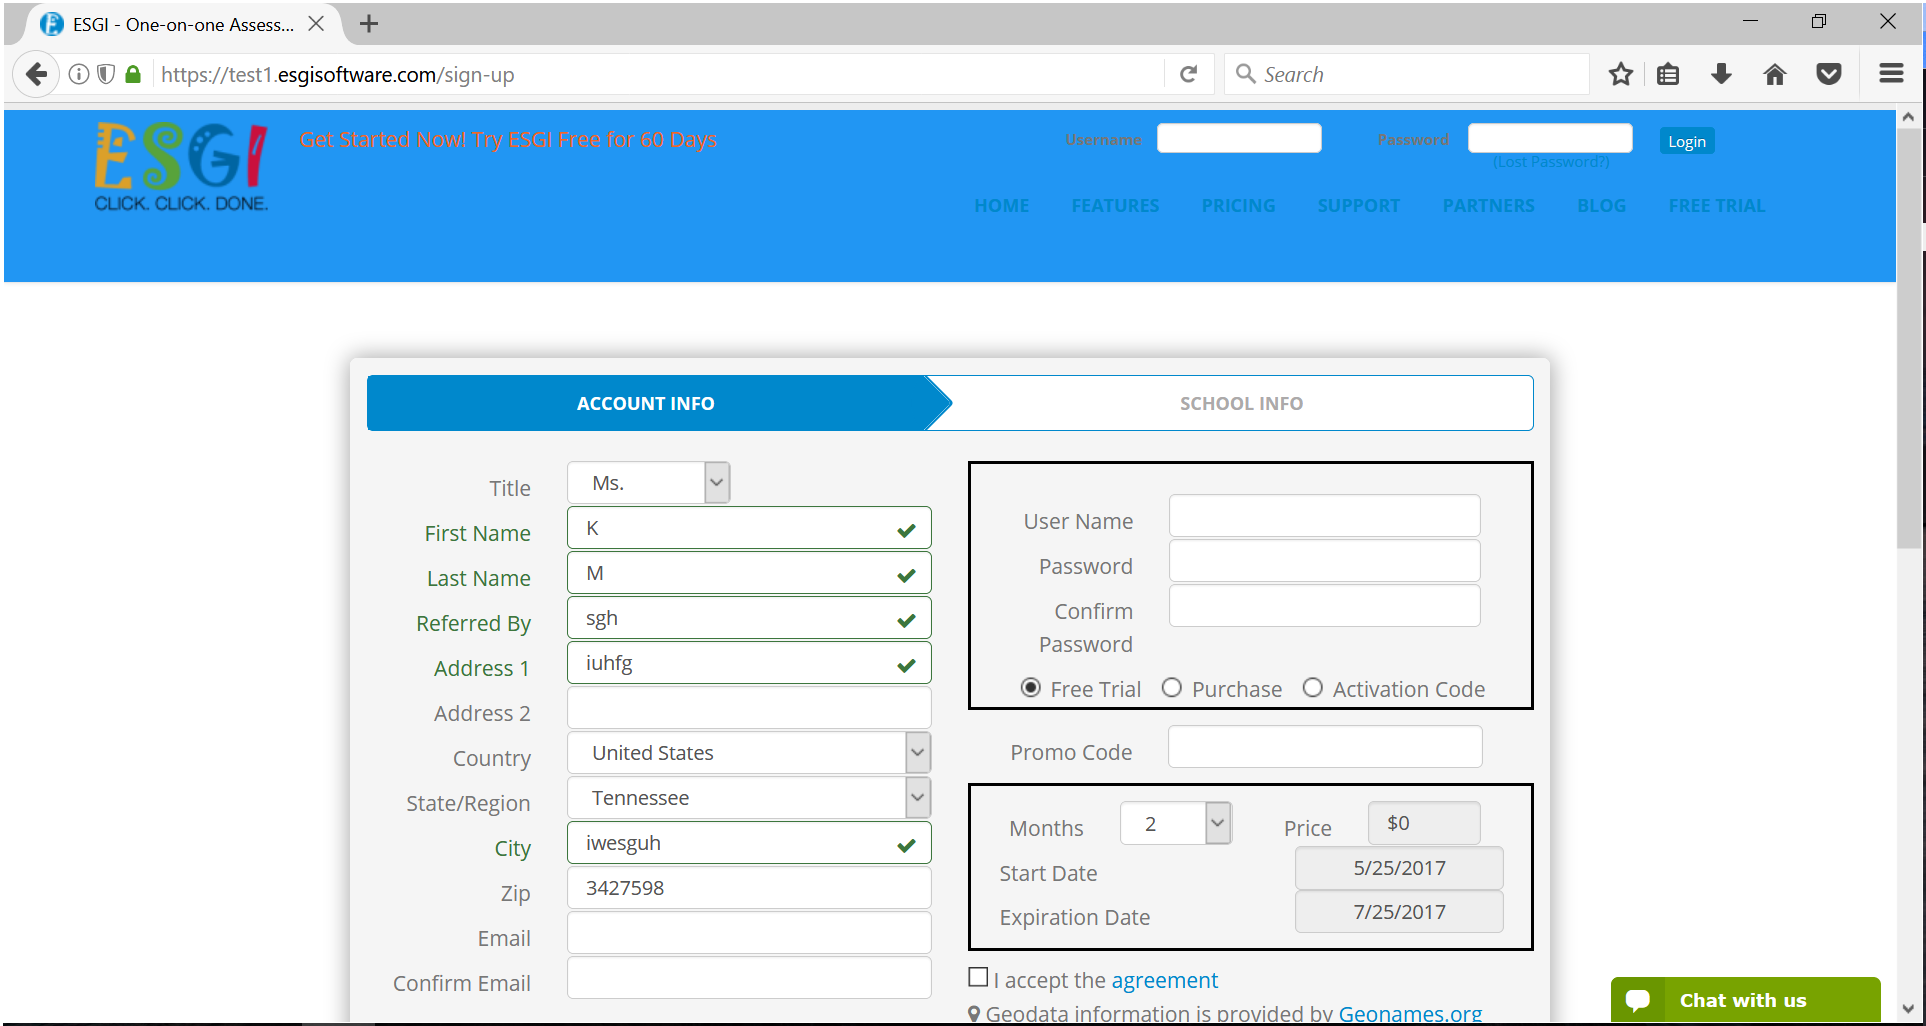 ESGI - One-on-one Assess...
https://test1.esgisoftware.com/sign-up
Search
ESGI
CLICK. CLICK. DONE.
Get Started Now! Try ESGI Free for 60 Days
Username
Password
Login
(Lost Password?)
HOME FEATURES PRICING SUPPORT PARTNERS BLOG FREE TRIAL
ACCOUNT INFO
SCHOOL INFO
Title Ms.
First Name K
Last Name M
Referred By sgh
Address 1 iuhfg
Address 2
Country United States
State/Region Tennessee
City iwesguh
Zip 3427598
Email
Confirm Email
User Name
Password
Confirm
Password
Free Trial Purchase Activation Code
Promo Code
Months 2 Price $0
Start Date 5/25/2017
Expiration Date 7/25/2017
I accept the agreement
Geodata information is provided by Geonames.org
Chat with us